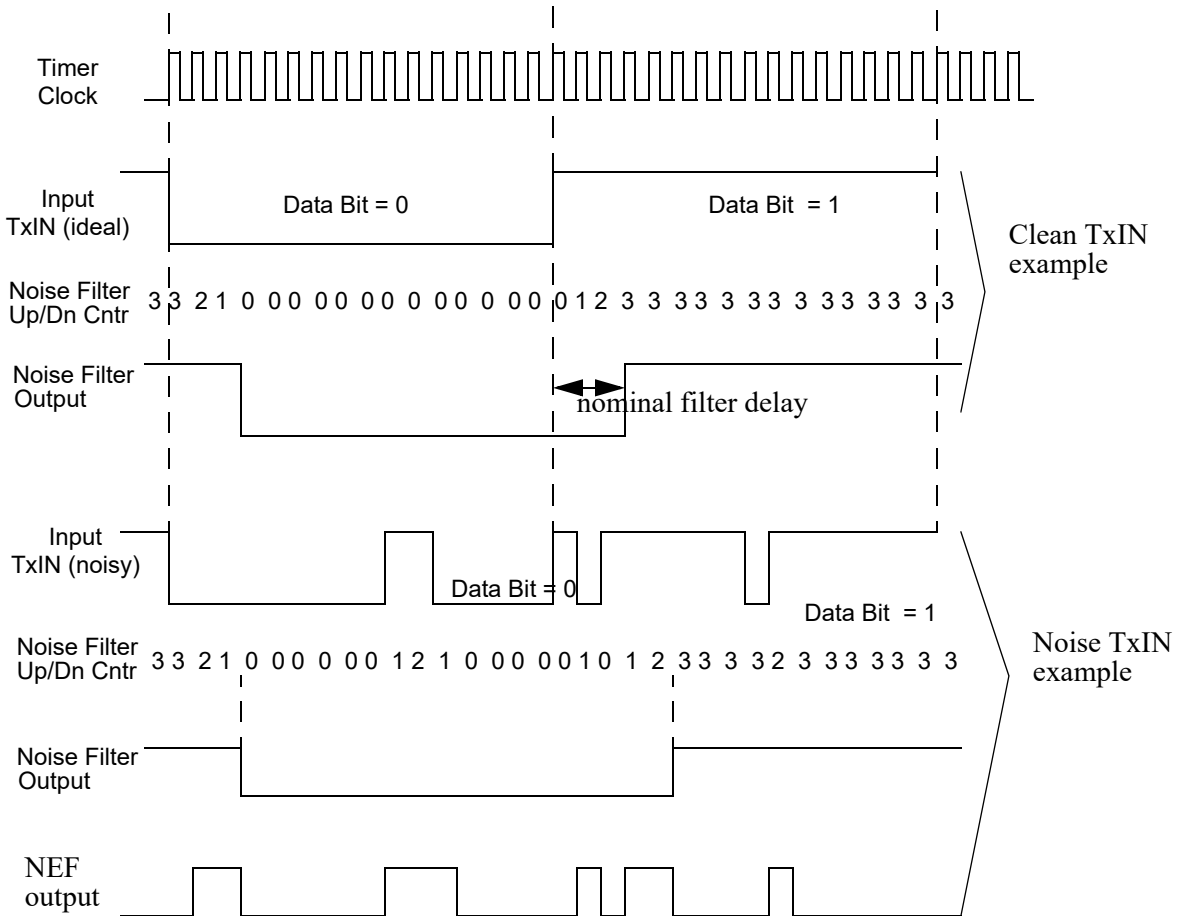 Timer
Clock
Input
TxIN (ideal)
Data Bit = 0
Data Bit = 1
Clean TxIN
example
Noise Filter
Up/Dn Cntr
3 3 2 1 0 0 0 0 0 0 0 0 0 0 0 0 0 0 1 2 3 3 3 3 3 3 3 3 3 3 3 3 3 3
Noise Filter
Output
nominal filter delay
Input
TxIN (noisy)
Data Bit = 0
Data Bit = 1
Noise Filter
Up/Dn Cntr
3 3 2 1 0 0 0 0 0 0 1 2 1 0 0 0 0 0 1 0 1 2 3 3 3 3 2 3 3 3 3 3 3 3
Noise TxIN
example
Noise Filter
Output
NEF
output